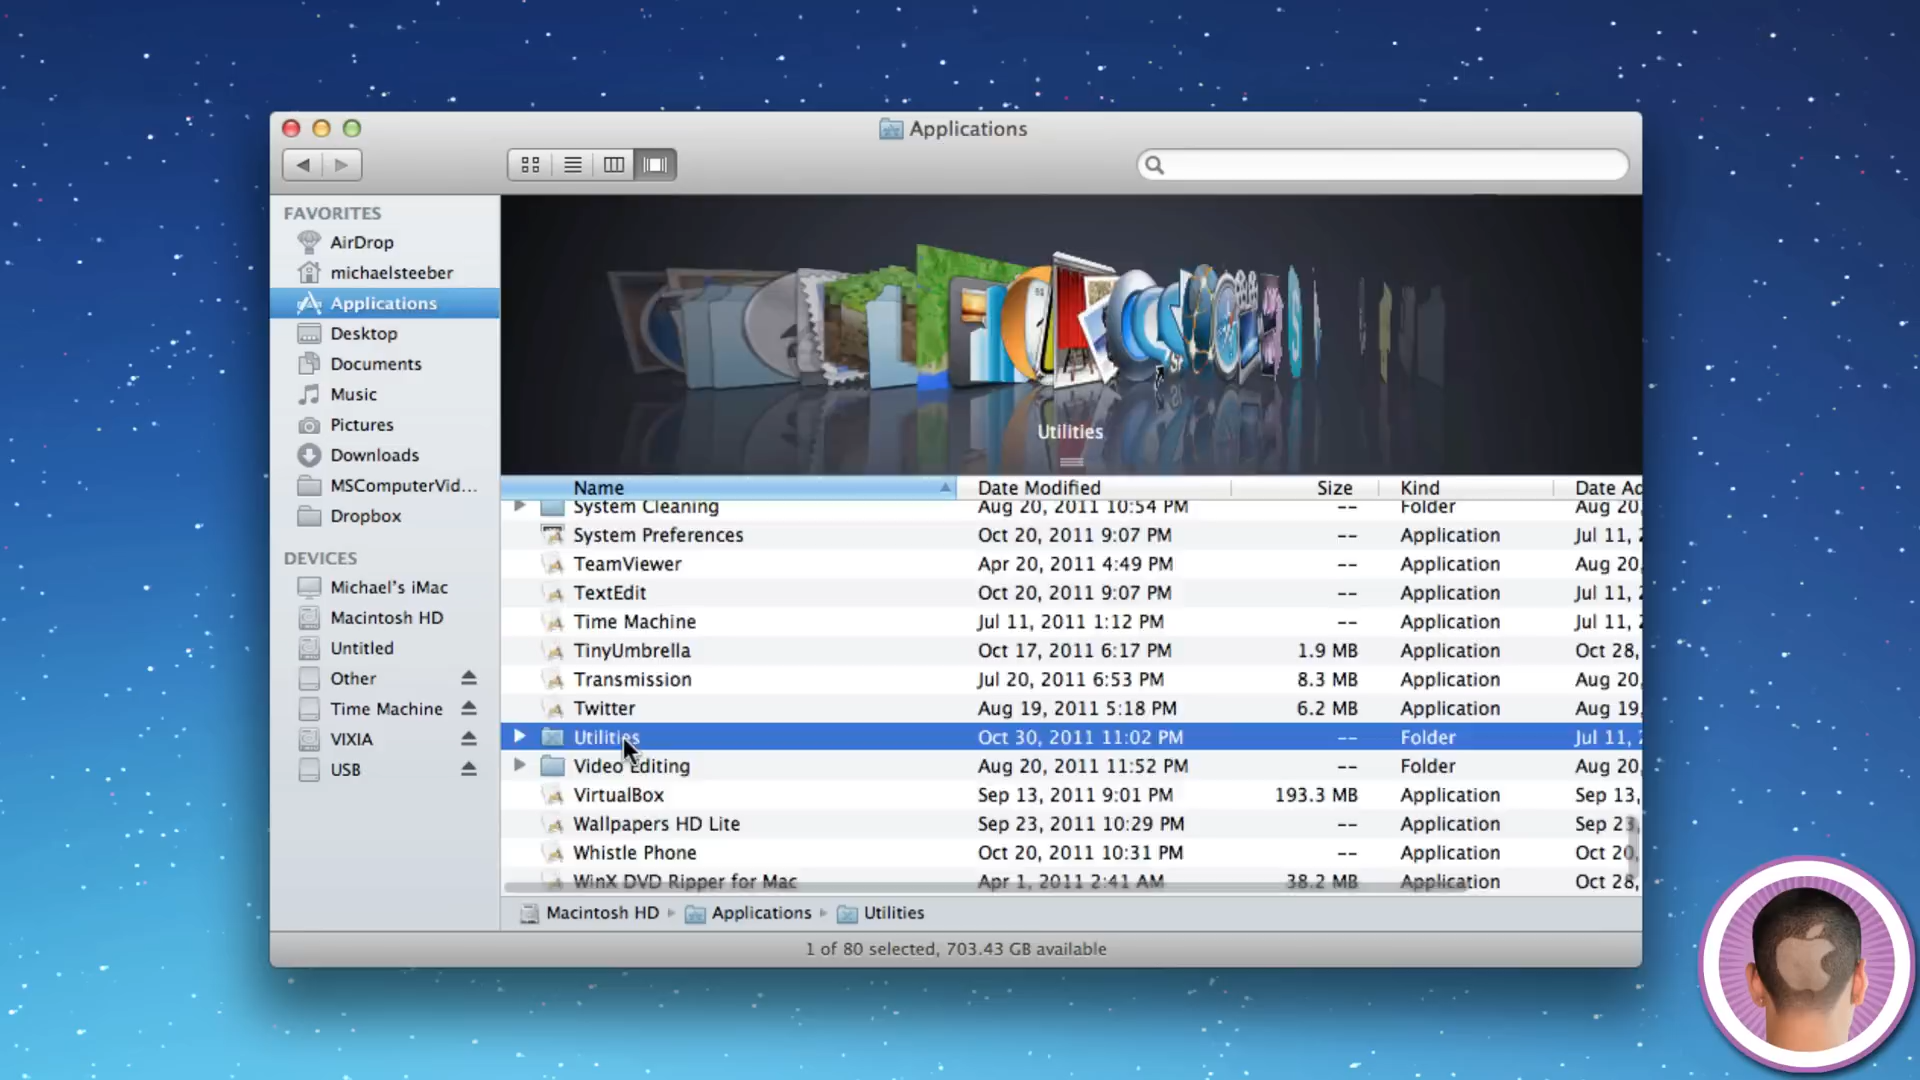 Applications
FAVORITES
AirDrop
michaelsteeber
Applications
Desktop
Documents
Music
Pictures
Downloads
MSComputerVid...
Dropbox
DEVICES
Michael's iMac
Macintosh HD
Untitled
Other
Time Machine
VIXIA
USB
Utilities
Name Date Modified Size Kind Date Ad
System Cleaning Aug 20, 2011 10:54 PM -- Folder Aug 20,
System Preferences Oct 20, 2011 9:07 PM -- Application Jul 11, 2
TeamViewer Apr 20, 2011 4:49 PM -- Application Aug 20,
TextEdit Oct 20, 2011 9:07 PM -- Application Jul 11, 2
Time Machine Jul 11, 2011 1:12 PM -- Application Jul 11, 2
TinyUmbrella Oct 17, 2011 6:17 PM 1.9 MB Application Oct 28,
Transmission Jul 20, 2011 6:53 PM 8.3 MB Application Aug 20,
Twitter Aug 19, 2011 5:18 PM 6.2 MB Application Aug 19,
Utilities Oct 30, 2011 11:02 PM -- Folder Jul 11, 2
Video Editing Aug 20, 2011 11:52 PM -- Folder Aug 20,
VirtualBox Sep 13, 2011 9:01 PM 193.3 MB Application Sep 13,
Wallpapers HD Lite Sep 23, 2011 10:29 PM -- Application Sep 23,
Whistle Phone Oct 20, 2011 10:31 PM -- Application Oct 20,
WinX DVD Ripper for Mac Apr 1, 2011 2:41 AM 38.2 MB Application Oct 28,
Macintosh HD Applications Utilities
1 of 80 selected, 703.43 GB available